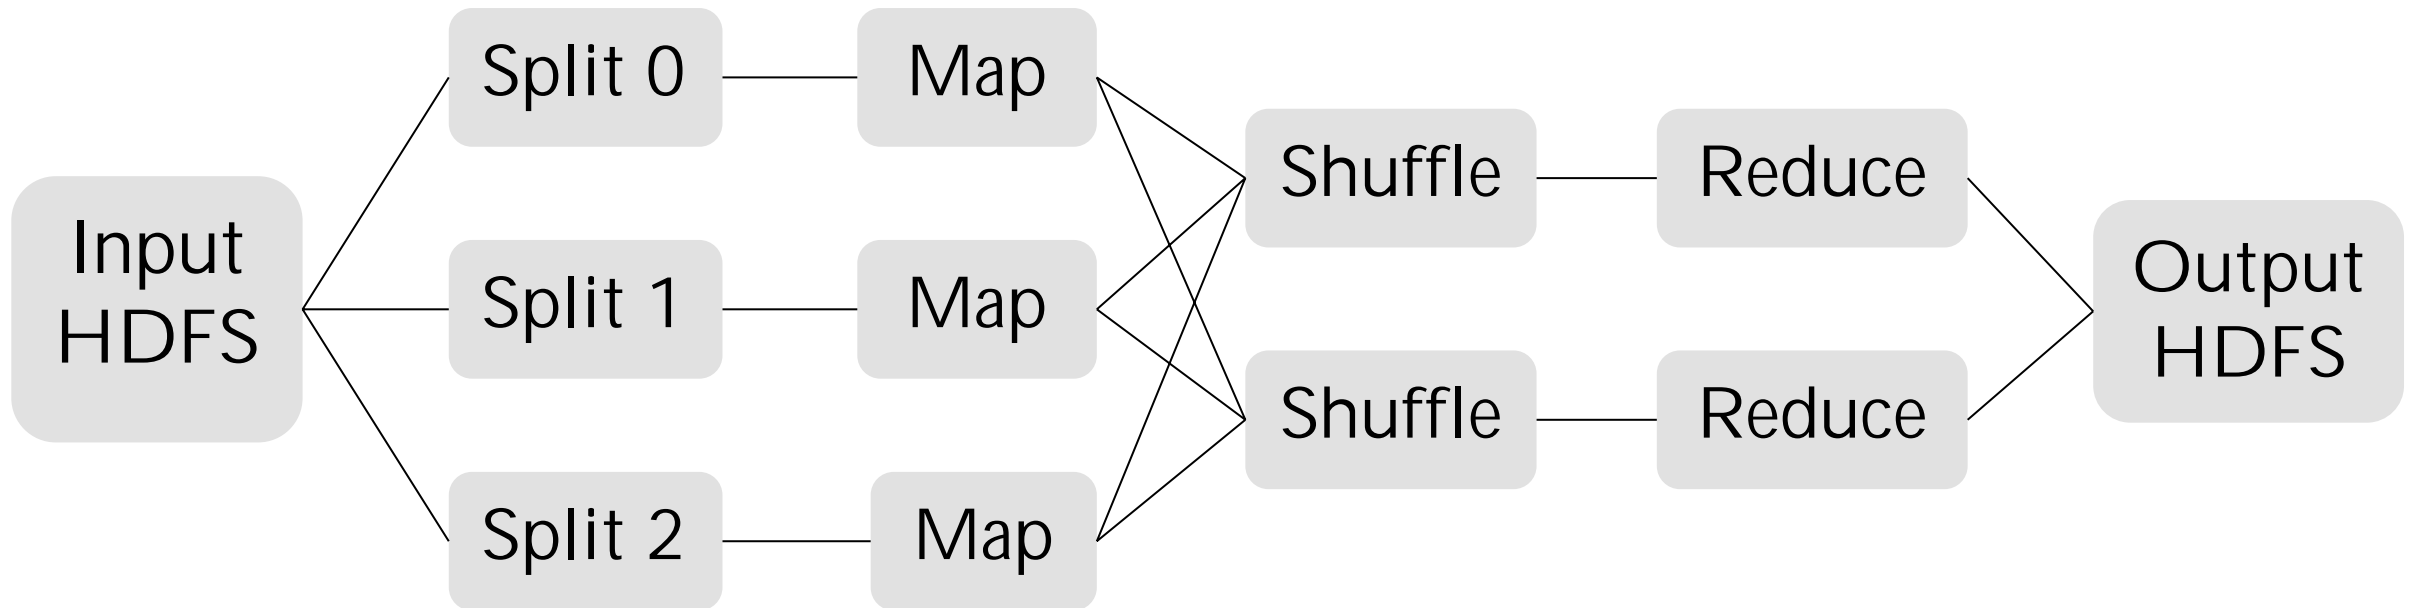 Input
HDFS
Split 0
Split 1
Split 2
Map
Map
Map
Shuffle
Shuffle
Reduce
Reduce
Output
HDFS